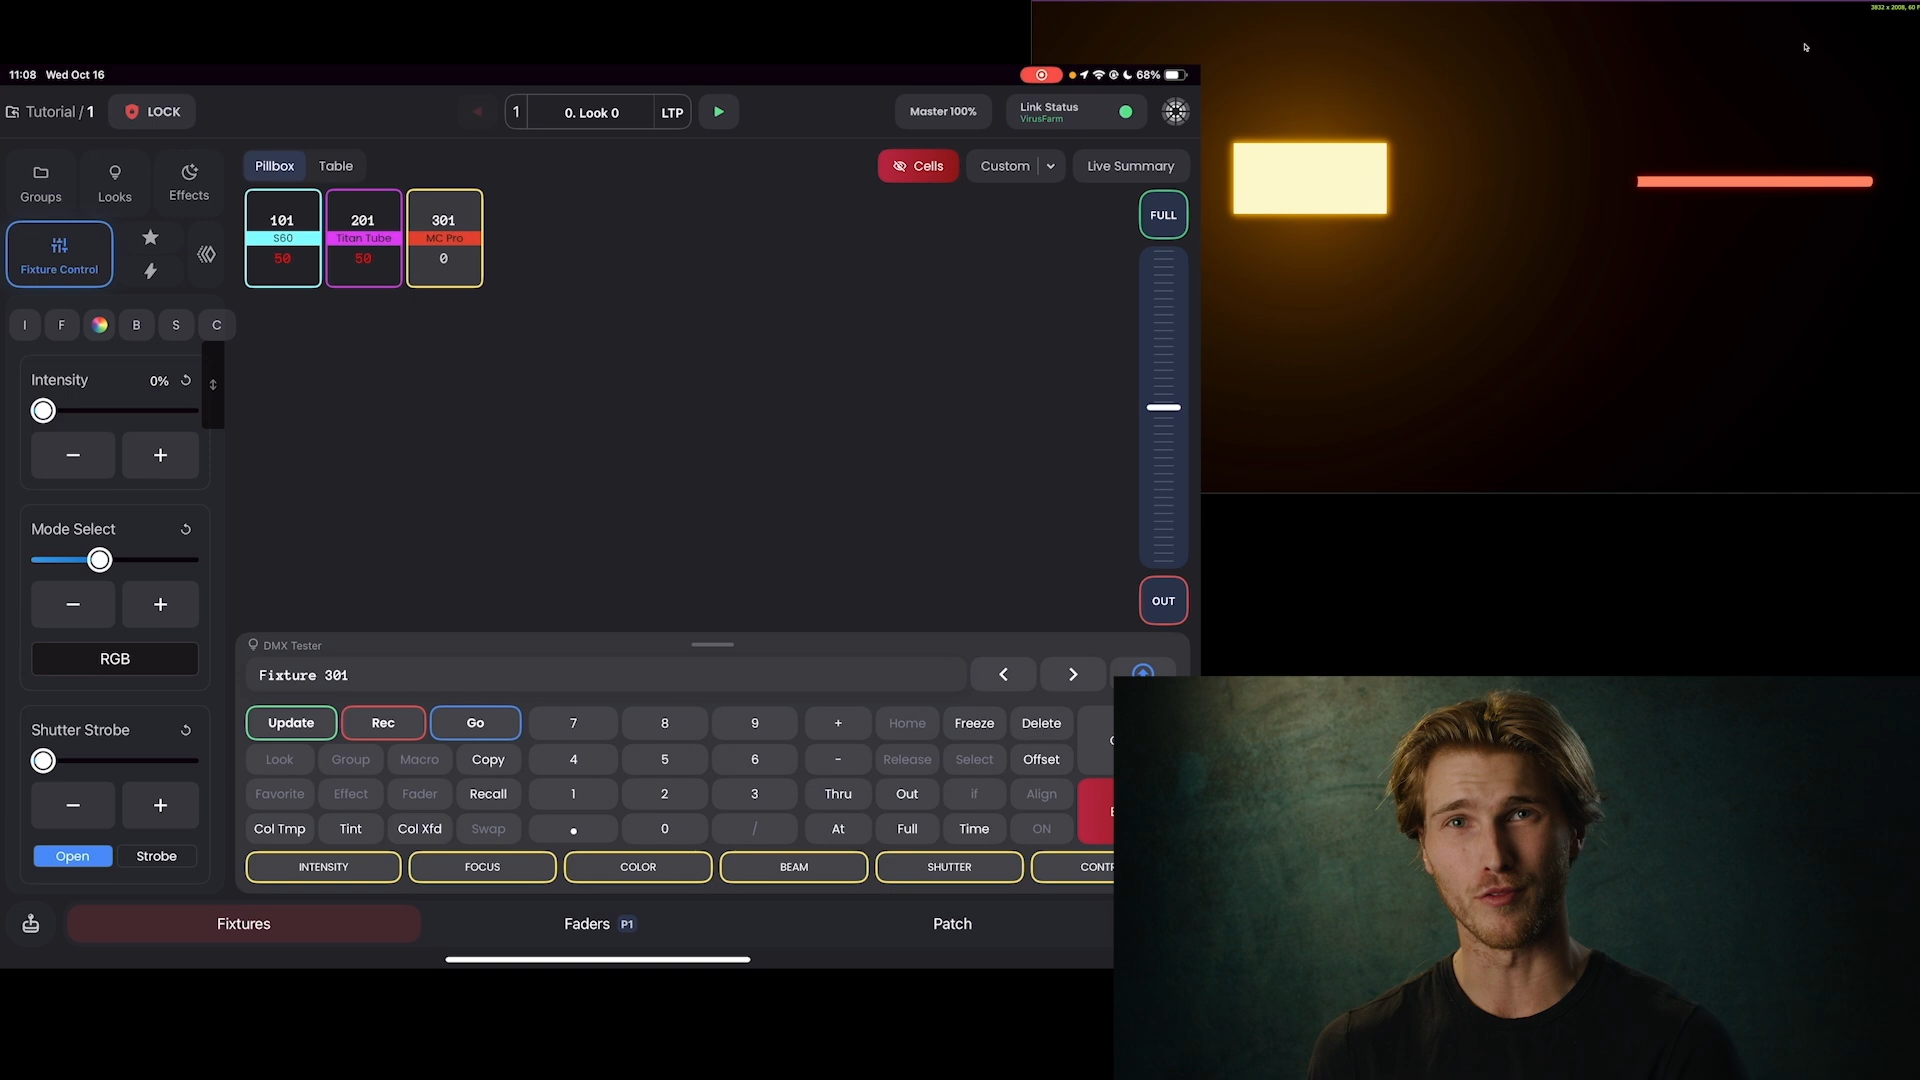 3832 x 2008, 60 F
11:08 Wed Oct 16
68%
Tutorial / 1
LOCK
1
0. Look 0
LTP
Master 100%
Link Status
VirusFarm
Groups
Looks
Effects
Pillbox
Table
Cells
Custom
Live Summary
101
S60
50
201
Titan Tube
50
301
MC Pro
0
FULL
Fixture Control
I
F
B
S
C
Intensity
0%
−
+
Mode Select
−
+
RGB
Shutter Strobe
−
+
Open
Strobe
OUT
DMX Tester
Fixture 301
Update Rec Go 7 8 9 + Home Freeze Delete
Look Group Macro Copy 4 5 6 - Release Select Offset
Favorite Effect Fader Recall 1 2 3 Thru Out if Align
Col Tmp Tint Col Xfd Swap . 0 / At Full Time ON
INTENSITY FOCUS COLOR BEAM SHUTTER CONTR
Fixtures
Faders P1
Patch